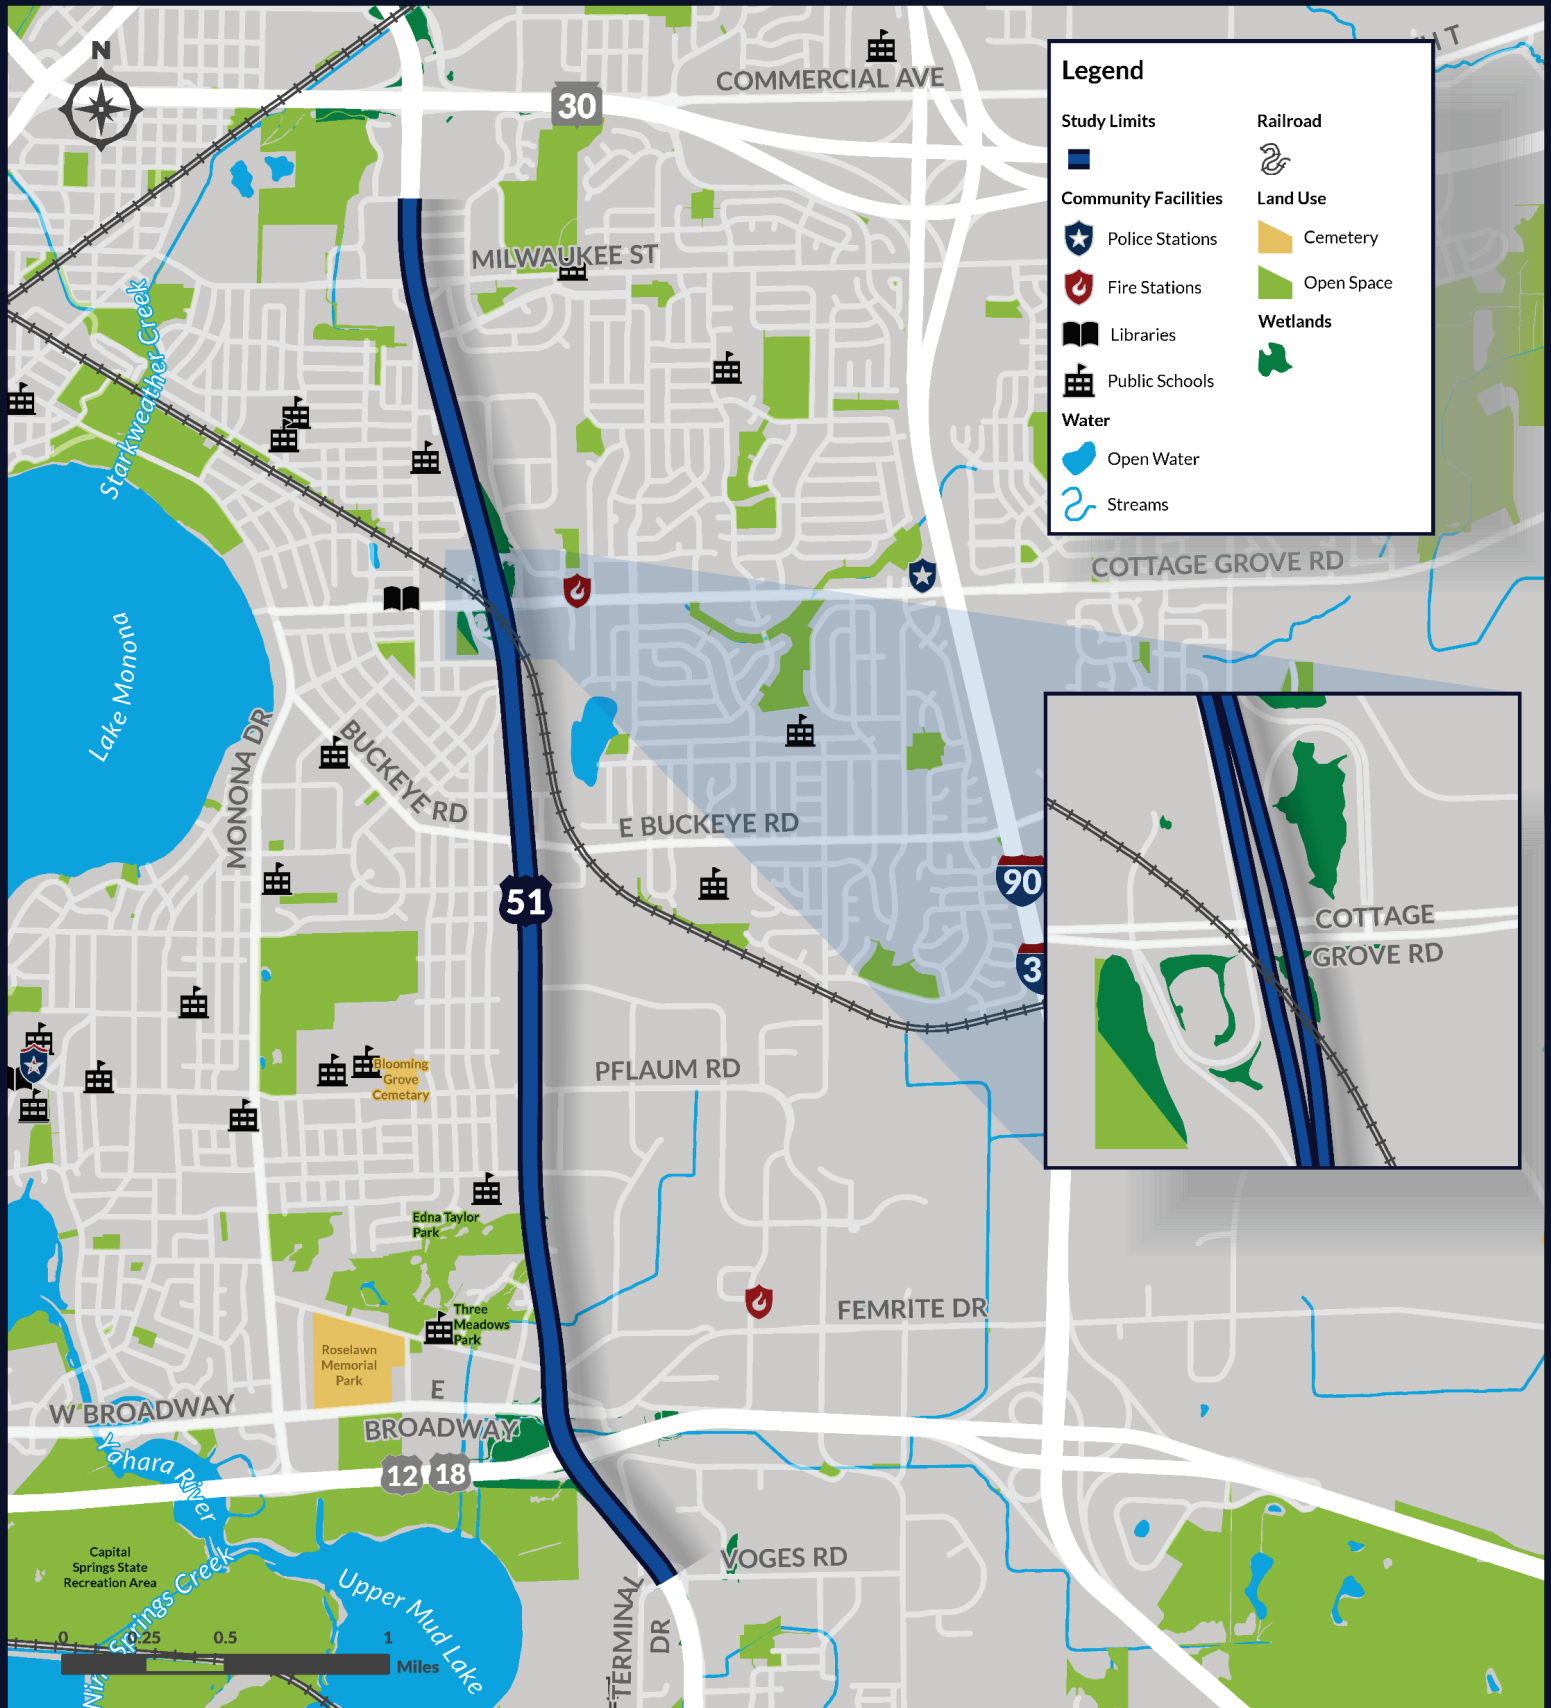 N
30
COMMERCIAL AVE
H T
MILWAUKEE ST
Legend
Study Limits
Railroad
Community Facilities
Land Use
Police Stations
Cemetery
Fire Stations
Open Space
Libraries
Wetlands
Public Schools
Water
Open Water
Streams
Starkweather Creek
COTTAGE GROVE RD
Lake Monona
MONONA DR
BUCKEYE RD
E BUCKEYE RD
51
90
3
COTTAGE
GROVE RD
PFLAUM RD
Blooming
Grove
Cemetary
Edna Taylor
Park
Three
Meadows
Park
FEMRITE DR
Roselawn
Memorial
Park
W BROADWAY
E
BROADWAY
12 18
Yahara River
Capital
Springs State
Recreation Area
Springs Creek
Upper Mud Lake
VOGES RD
TERMINAL
DR
0 0.25 0.5 1
Miles